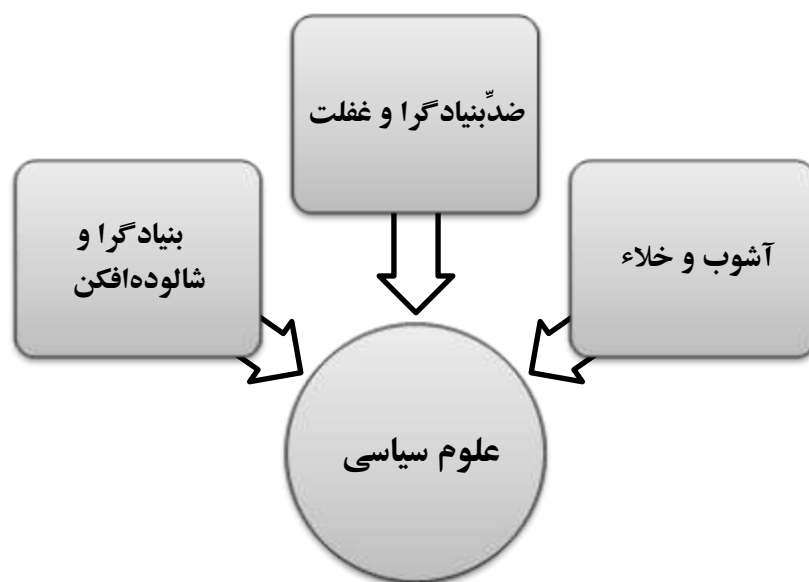 ضدِّبنیادگرا و غفلت
آشوب و خلاء
بنیادگرا و
شالوده‌افکن
علوم سیاسی